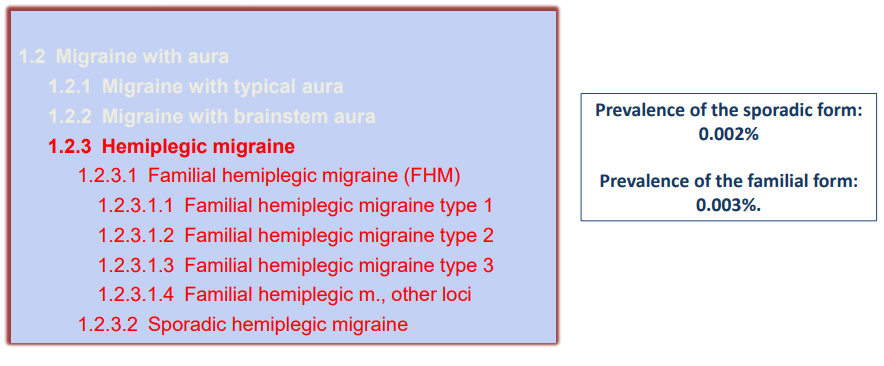 1.2 Migraine with aura
1.2.1 Migraine with typical aura
1.2.2 Migraine with brainstem aura
1.2.3 Hemiplegic migraine
1.2.3.1 Familial hemiplegic migraine (FHM)
1.2.3.1.1 Familial hemiplegic migraine type 1
1.2.3.1.2 Familial hemiplegic migraine type 2
1.2.3.1.3 Familial hemiplegic migraine type 3
1.2.3.1.4 Familial hemiplegic m., other loci
1.2.3.2 Sporadic hemiplegic migraine
Prevalence of the sporadic form:
0.002%
Prevalence of the familial form:
0.003%.